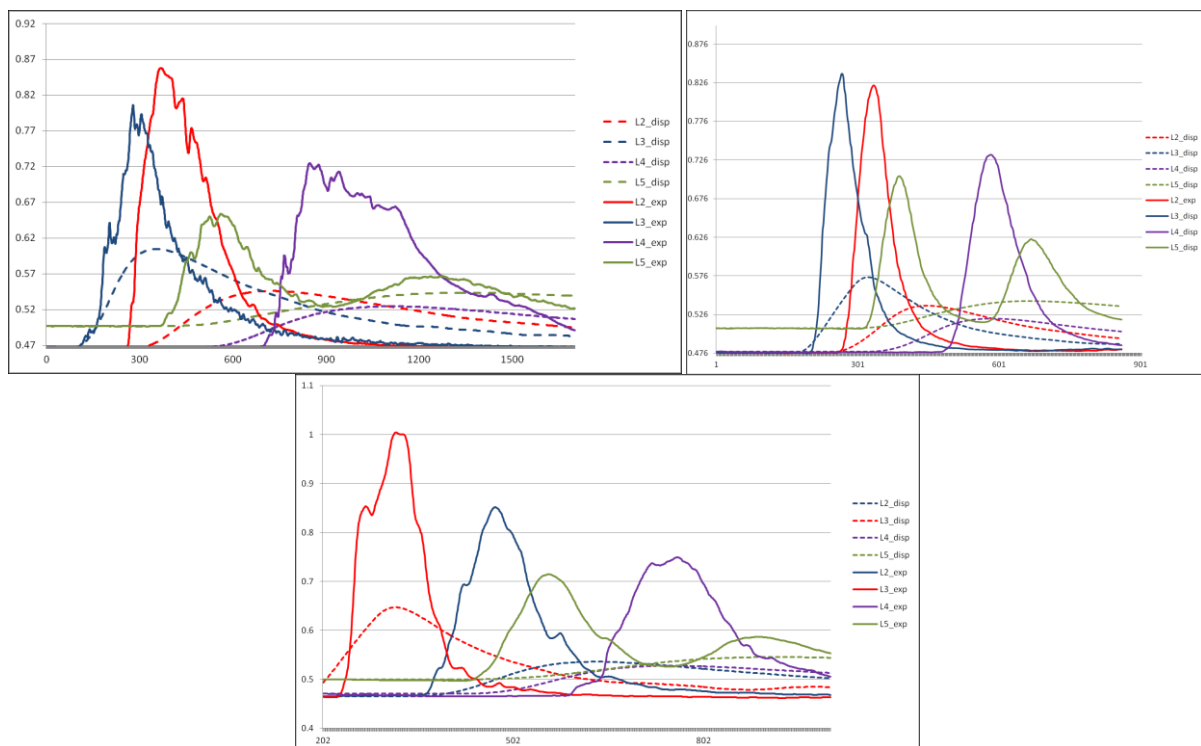 0.92
0.87
0.82
0.77
0.72
0.67
0.62
0.57
0.52
0.47
0
300
600
900
1200
1500
L2_disp
L3_disp
L4_disp
L5_disp
L2_exp
L3_exp
L4_exp
L5_exp
0.876
0.826
0.776
0.726
0.676
0.626
0.576
0.526
0.476
1
301
601
901
L2_disp
L3_disp
L4_disp
L5_disp
L2_exp
L3_disp
L4_disp
L5_disp
1.1
1
0.9
0.8
0.7
0.6
0.5
0.4
202
502
802
L2_disp
L3_disp
L4_disp
L5_disp
L2_exp
L3_exp
L4_exp
L5_exp